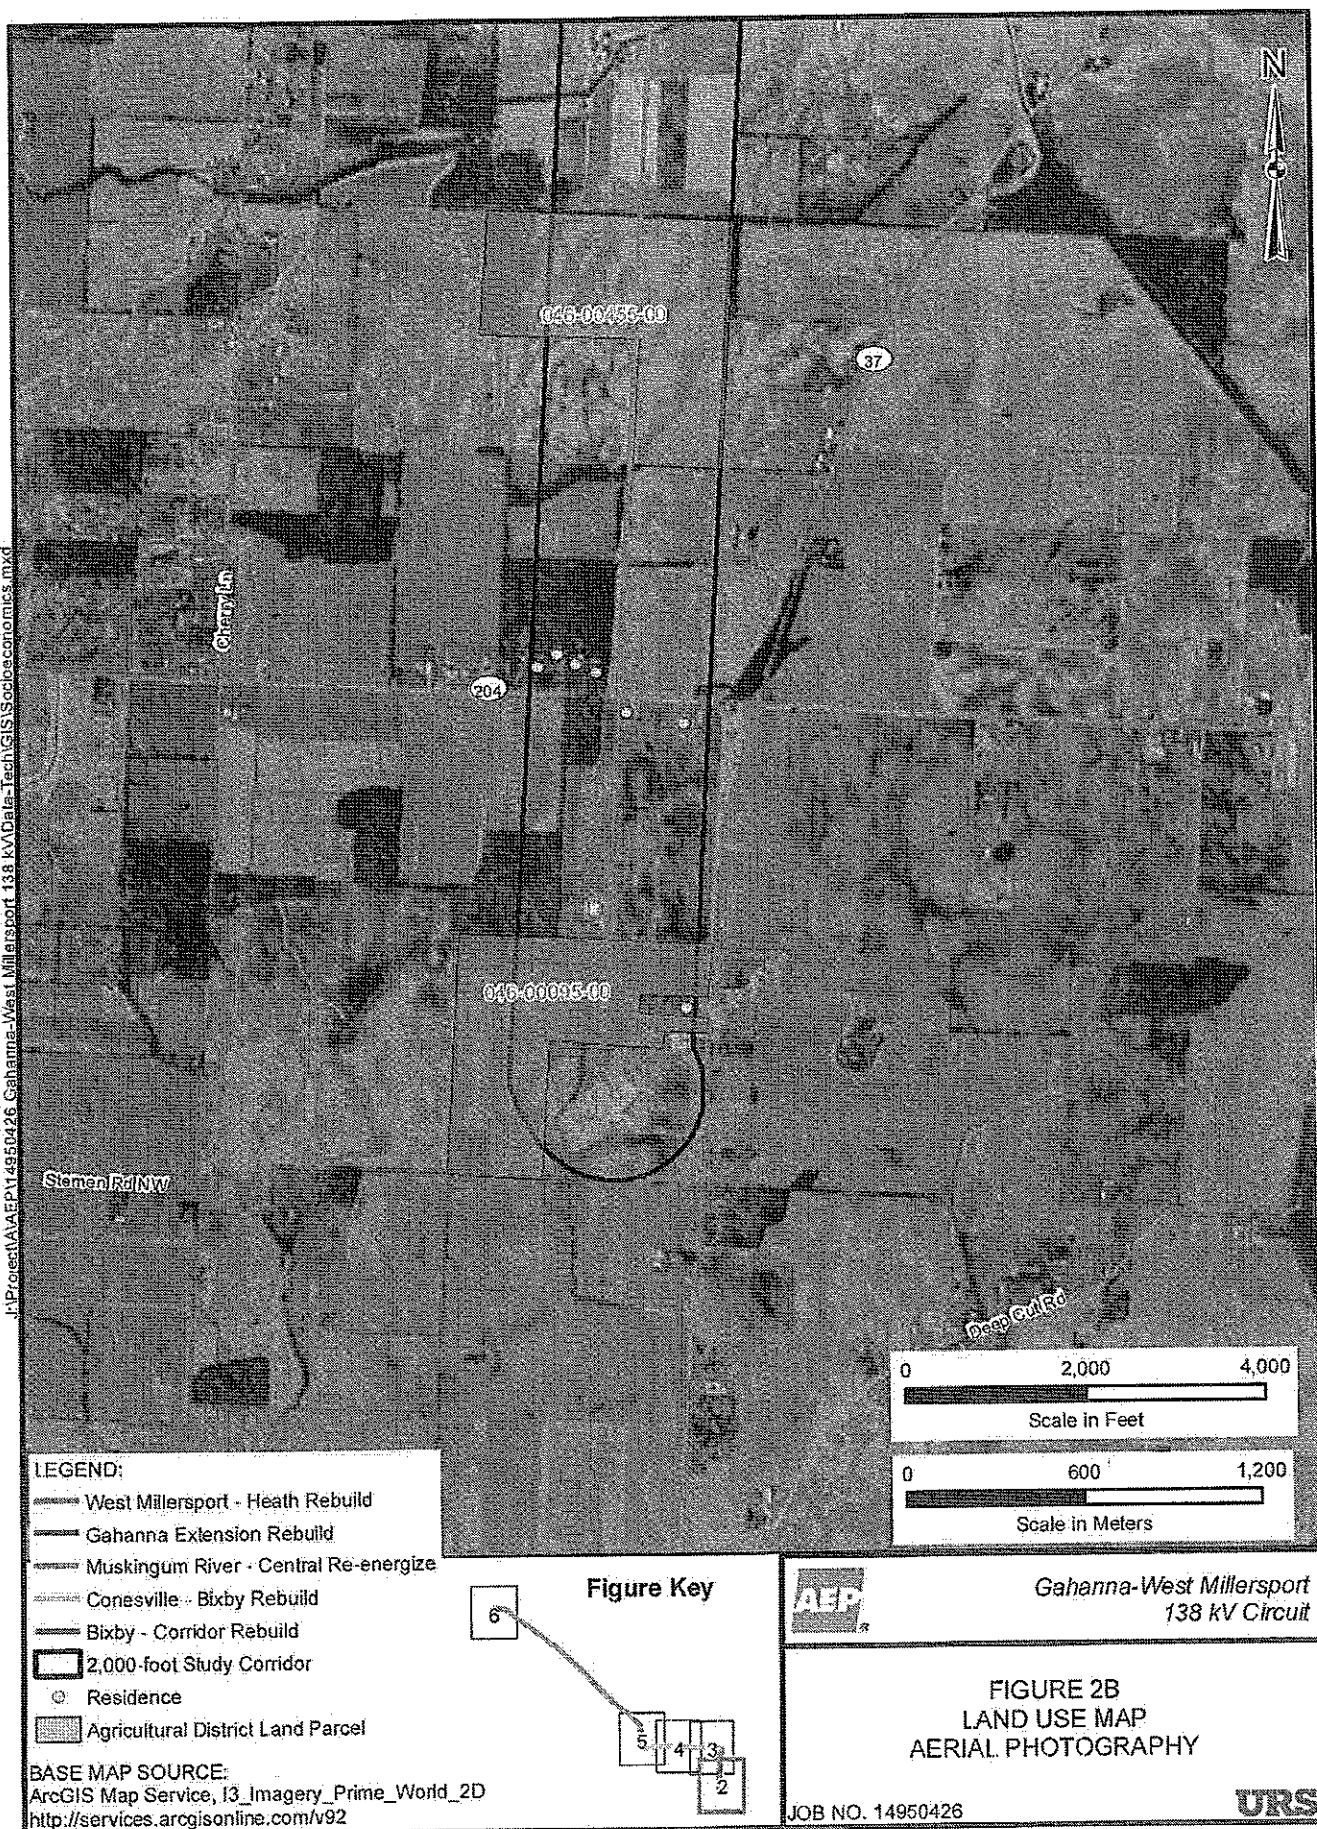 N
046-00455-00
37
Cherry Ln
204
046-00095-00
Stemen Rd NW
Deep Cut Rd
J:\Project\A\AEP\14950426 Gahanna-West Millersport 138 kV\Data-Tech\GIS\Socioeconomics.mxd
0 2,000 4,000
Scale in Feet
0 600 1,200
Scale in Meters
LEGEND:
West Millersport - Heath Rebuild
Gahanna Extension Rebuild
Muskingum River - Central Re-energize
Conesville - Bixby Rebuild
Bixby - Corridor Rebuild
2,000-foot Study Corridor
Residence
Agricultural District Land Parcel
BASE MAP SOURCE:
ArcGIS Map Service, I3_Imagery_Prime_World_2D
http://services.arcgisonline.com/v92
Figure Key
6
5
4
3
2
AEP
®
Gahanna-West Millersport
138 kV Circuit
FIGURE 2B
LAND USE MAP
AERIAL PHOTOGRAPHY
JOB NO. 14950426
URS